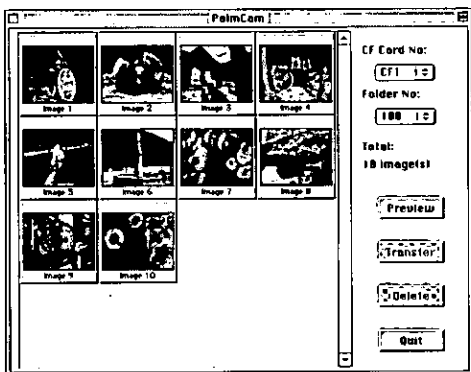 PalmCam
Image 1
Image 2
Image 3
Image 4
Image 5
Image 6
Image 7
Image 8
Image 9
Image 10
CF Card No:
CF1
Folder No:
100
Total:
10 image(s)
Preview
Transfer
Delete
Quit